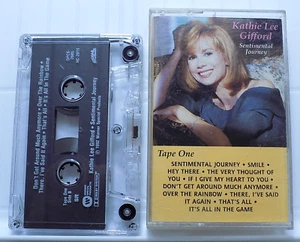 Don't Get Around Much Anymore • Over The Rainbow •
There, I've Said It Again • That's All • It's All In The Game
Tape One
Side B
Kathie Lee Gifford • Sentimental Journey
Kathie Lee
Gifford
Sentimental
Journey
Tape One
SENTIMENTAL JOURNEY • SMILE •
HEY THERE • THE VERY THOUGHT OF
YOU • IF I GIVE MY HEART TO YOU •
DON'T GET AROUND MUCH ANYMORE •
OVER THE RAINBOW • THERE, I'VE SAID
IT AGAIN • THAT'S ALL •
IT'S ALL IN THE GAME